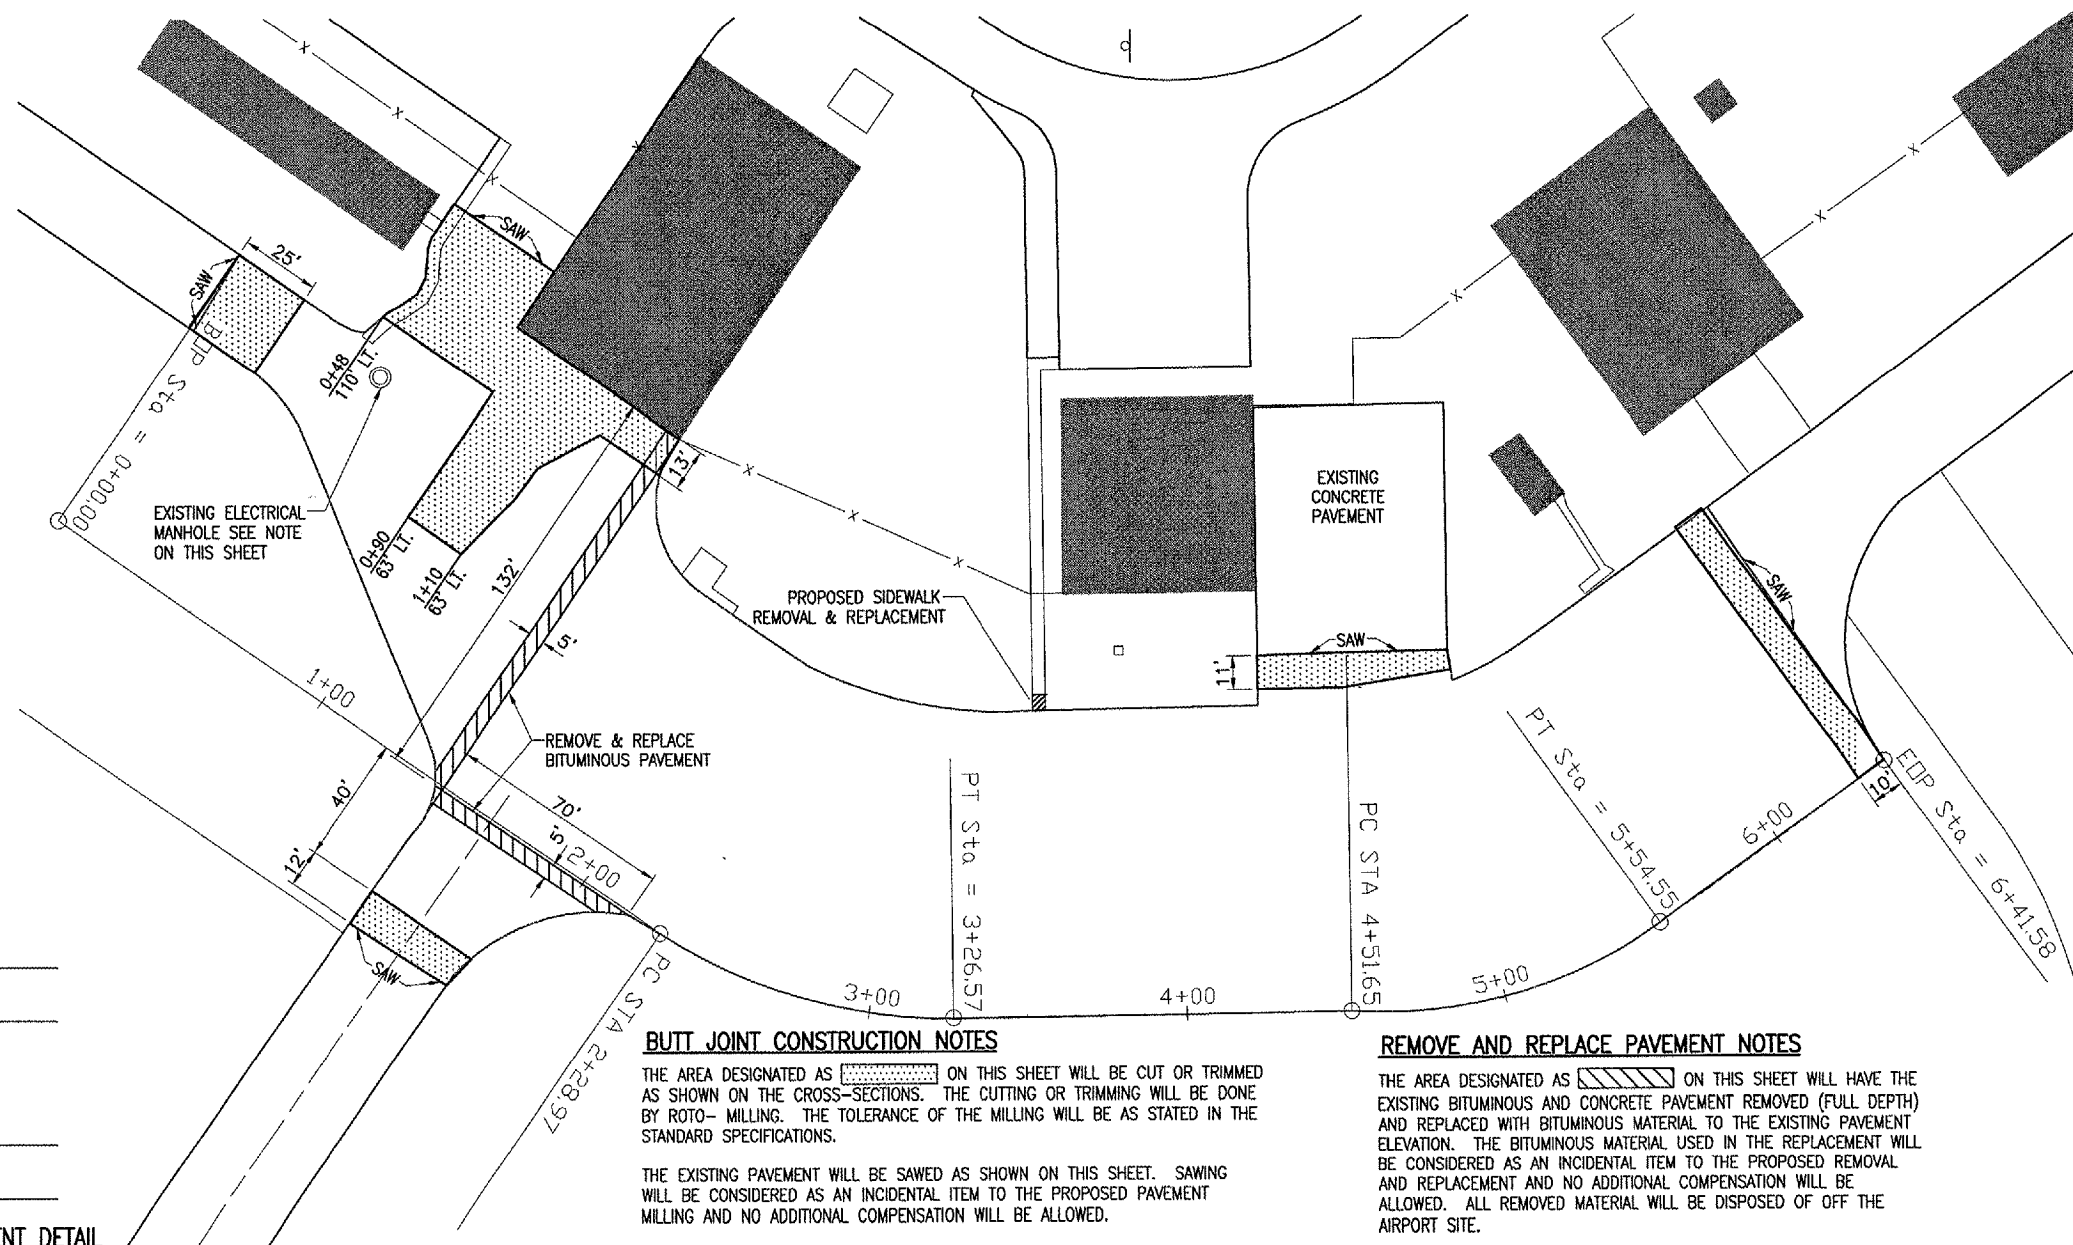 SAW
25'
SAW
B□P Sta = 0+00.00
0+48
110' LT.
EXISTING ELECTRICAL
MANHOLE SEE NOTE
ON THIS SHEET
0+90
63' LT.
1+10
63' LT.
132'
13'
5'
PROPOSED SIDEWALK
REMOVAL & REPLACEMENT
EXISTING
CONCRETE
PAVEMENT
SAW
11'
SAW
1+00
REMOVE & REPLACE
BITUMINOUS PAVEMENT
40'
12'
70'
5'
2+00
SAW
PC STA 2+28.97
3+00
PT Sta = 3+26.57
4+00
PC STA 4+51.65
5+00
PT Sta = 5+54.55
6+00
10'
E□P Sta = 6+41.58
BUTT JOINT CONSTRUCTION NOTES
THE AREA DESIGNATED AS ON THIS SHEET WILL BE CUT OR TRIMMED
AS SHOWN ON THE CROSS-SECTIONS. THE CUTTING OR TRIMMING WILL BE DONE
BY ROTO- MILLING. THE TOLERANCE OF THE MILLING WILL BE AS STATED IN THE
STANDARD SPECIFICATIONS.
THE EXISTING PAVEMENT WILL BE SAWED AS SHOWN ON THIS SHEET. SAWING
WILL BE CONSIDERED AS AN INCIDENTAL ITEM TO THE PROPOSED PAVEMENT
MILLING AND NO ADDITIONAL COMPENSATION WILL BE ALLOWED.
REMOVE AND REPLACE PAVEMENT NOTES
THE AREA DESIGNATED AS ON THIS SHEET WILL HAVE THE
EXISTING BITUMINOUS AND CONCRETE PAVEMENT REMOVED (FULL DEPTH)
AND REPLACED WITH BITUMINOUS MATERIAL TO THE EXISTING PAVEMENT
ELEVATION. THE BITUMINOUS MATERIAL USED IN THE REPLACEMENT WILL
BE CONSIDERED AS AN INCIDENTAL ITEM TO THE PROPOSED REMOVAL
AND REPLACEMENT AND NO ADDITIONAL COMPENSATION WILL BE
ALLOWED. ALL REMOVED MATERIAL WILL BE DISPOSED OF OFF THE
AIRPORT SITE.
DETAIL